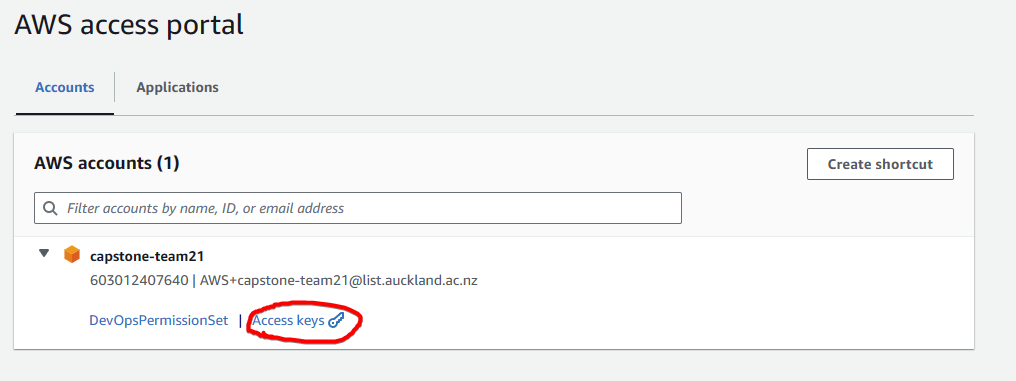 AWS access portal
Accounts
Applications
AWS accounts (1)
Create shortcut
Filter accounts by name, ID, or email address
capstone-team21
603012407640 | AWS+capstone-team21@list.auckland.ac.nz
DevOpsPermissionSet | Access keys